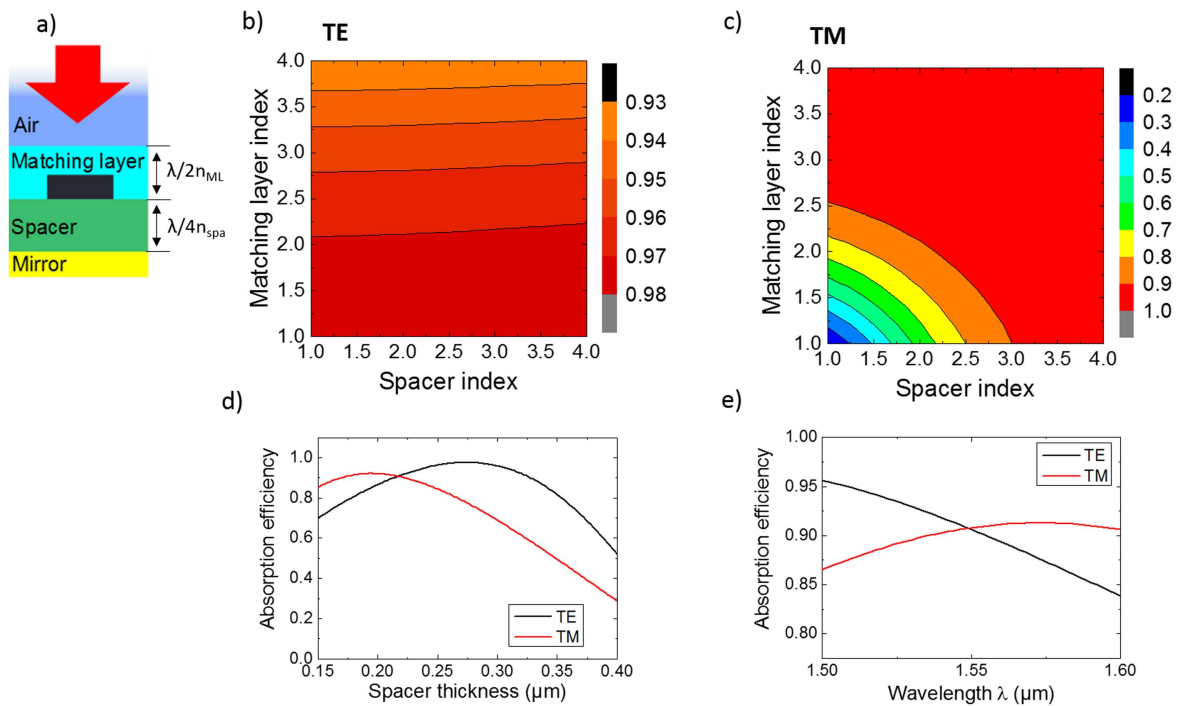 a)
Air
Matching layer
λ/2nML
Spacer
λ/4nspa
Mirror
b)
TE
Matching layer index
4.0
3.5
3.0
2.5
2.0
1.5
1.0
1.0 1.5 2.0 2.5 3.0 3.5 4.0
Spacer index
0.93
0.94
0.95
0.96
0.97
0.98
c)
TM
Matching layer index
4.0
3.5
3.0
2.5
2.0
1.5
1.0
1.0 1.5 2.0 2.5 3.0 3.5 4.0
Spacer index
0.2
0.3
0.4
0.5
0.6
0.7
0.8
0.9
1.0
d)
Absorption efficiency
1.0
0.8
0.6
0.4
0.2
0.0
0.15 0.20 0.25 0.30 0.35 0.40
Spacer thickness (µm)
TE
TM
e)
Absorption efficiency
1.00
0.95
0.90
0.85
0.80
1.50 1.55 1.60
Wavelength λ (µm)
TE
TM